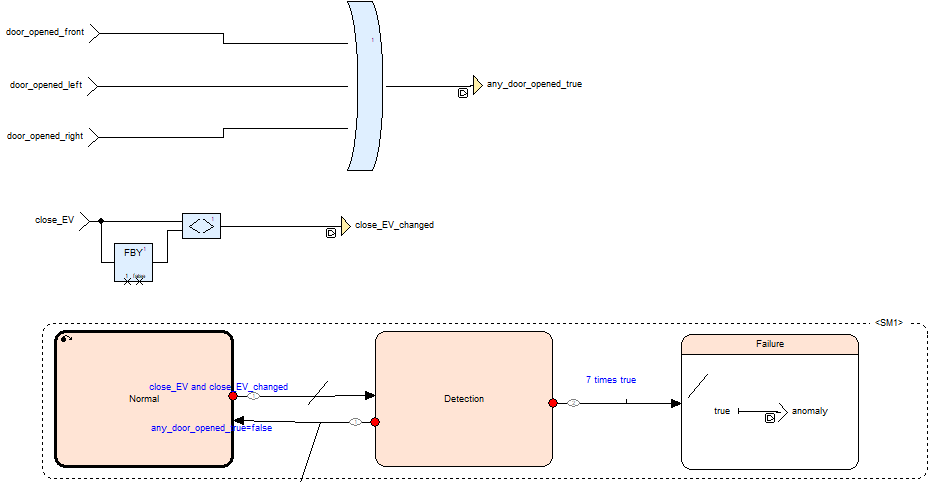 door_opened_front
1
door_opened_left
any_door_opened_true
door_opened_right
close_EV
1
close_EV_changed
FBY
1
1 false
<SM1>
Failure
close_EV and close_EV_changed
7 times true
Normal
Detection
true
anomaly
any_door_opened_true=false